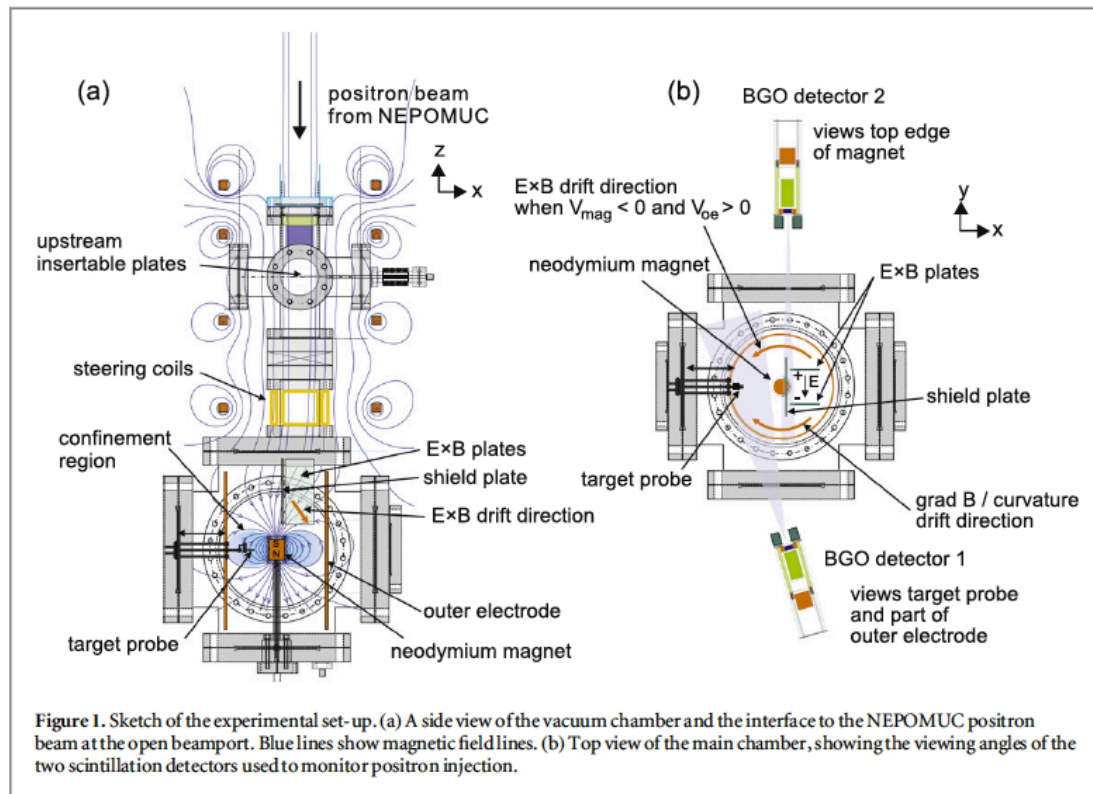 (a)
positron beam
from NEPOMUC
z
x
upstream
insertable plates
steering coils
confinement
region
E×B plates
shield plate
E×B drift direction
S
N
outer electrode
target probe
neodymium magnet
(b)
BGO detector 2
views top edge
of magnet
E×B drift direction
when Vmag < 0 and Voe > 0
y
x
neodymium magnet
E×B plates
+
E
-
shield plate
target probe
grad B / curvature
drift direction
BGO detector 1
views target probe
and part of
outer electrode
Figure 1. Sketch of the experimental set-up. (a) A side view of the vacuum chamber and the interface to the NEPOMUC positron
beam at the open beamport. Blue lines show magnetic field lines. (b) Top view of the main chamber, showing the viewing angles of the
two scintillation detectors used to monitor positron injection.